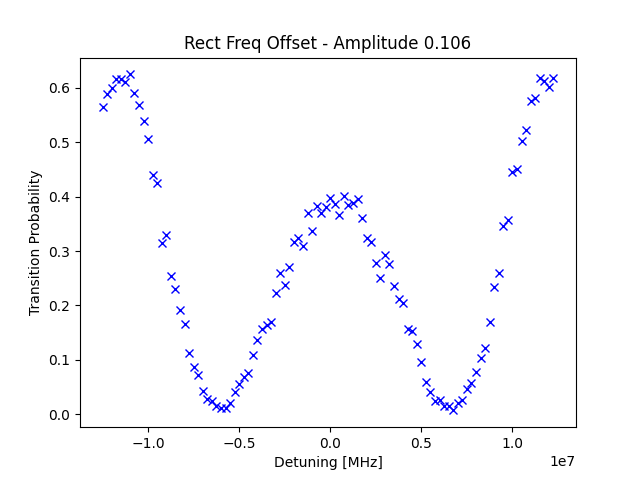 Rect Freq Offset - Amplitude 0.106
Transition Probability
0.6
0.5
0.4
0.3
0.2
0.1
0.0
−1.0 −0.5 0.0 0.5 1.0
1e7
Detuning [MHz]